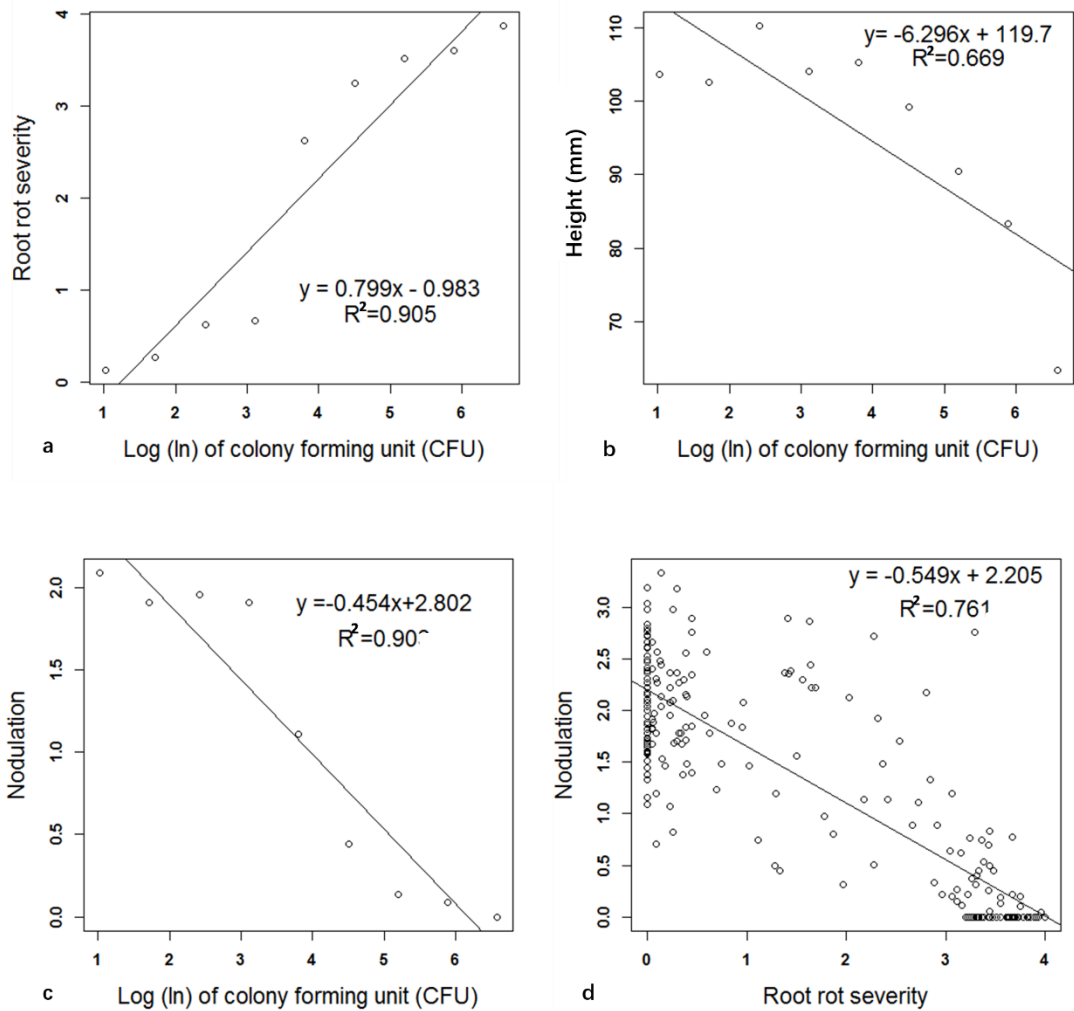 4
3
2
1
0
Root rot severity
y = 0.799x - 0.983
R²=0.905
1 2 3 4 5 6
a
Log (ln) of colony forming unit (CFU)
110
100
90
80
70
Height (mm)
y= -6.296x + 119.7
R²=0.669
1 2 3 4 5 6
b
Log (ln) of colony forming unit (CFU)
2.0
1.5
1.0
0.5
0.0
Nodulation
y =-0.454x+2.802
1 2 3 4 5 6
c
Log (ln) of colony forming unit (CFU)
3.0
2.5
2.0
1.5
1.0
0.5
0.0
Nodulation
y = -0.549x + 2.205
R²=0.761
0 1 2 3 4
d
Root rot severity